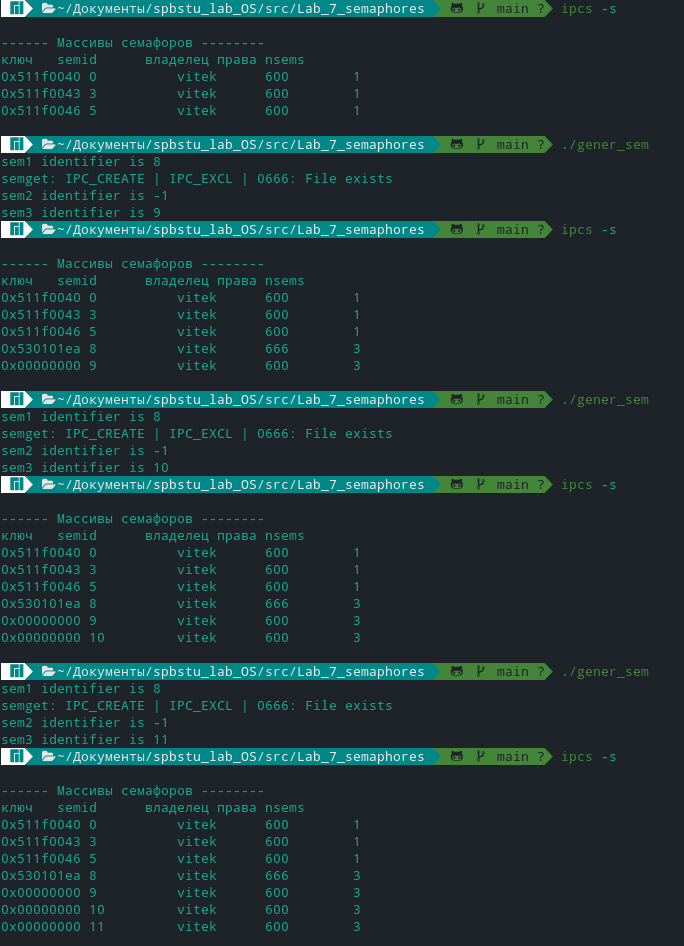 ~/Документы/spbstu_lab_OS/src/Lab_7_semaphores main ? ipcs -s
------ Массивы семафоров --------
ключ semid владелец права nsems
0x511f0040 0 vitek 600 1
0x511f0043 3 vitek 600 1
0x511f0046 5 vitek 600 1
~/Документы/spbstu_lab_OS/src/Lab_7_semaphores main ? ./gener_sem
sem1 identifier is 8
semget: IPC_CREATE | IPC_EXCL | 0666: File exists
sem2 identifier is -1
sem3 identifier is 9
~/Документы/spbstu_lab_OS/src/Lab_7_semaphores main ? ipcs -s
------ Массивы семафоров --------
ключ semid владелец права nsems
0x511f0040 0 vitek 600 1
0x511f0043 3 vitek 600 1
0x511f0046 5 vitek 600 1
0x530101ea 8 vitek 666 3
0x00000000 9 vitek 600 3
~/Документы/spbstu_lab_OS/src/Lab_7_semaphores main ? ./gener_sem
sem1 identifier is 8
semget: IPC_CREATE | IPC_EXCL | 0666: File exists
sem2 identifier is -1
sem3 identifier is 10
~/Документы/spbstu_lab_OS/src/Lab_7_semaphores main ? ipcs -s
------ Массивы семафоров --------
ключ semid владелец права nsems
0x511f0040 0 vitek 600 1
0x511f0043 3 vitek 600 1
0x511f0046 5 vitek 600 1
0x530101ea 8 vitek 666 3
0x00000000 9 vitek 600 3
0x00000000 10 vitek 600 3
~/Документы/spbstu_lab_OS/src/Lab_7_semaphores main ? ./gener_sem
sem1 identifier is 8
semget: IPC_CREATE | IPC_EXCL | 0666: File exists
sem2 identifier is -1
sem3 identifier is 11
~/Документы/spbstu_lab_OS/src/Lab_7_semaphores main ? ipcs -s
------ Массивы семафоров --------
ключ semid владелец права nsems
0x511f0040 0 vitek 600 1
0x511f0043 3 vitek 600 1
0x511f0046 5 vitek 600 1
0x530101ea 8 vitek 666 3
0x00000000 9 vitek 600 3
0x00000000 10 vitek 600 3
0x00000000 11 vitek 600 3